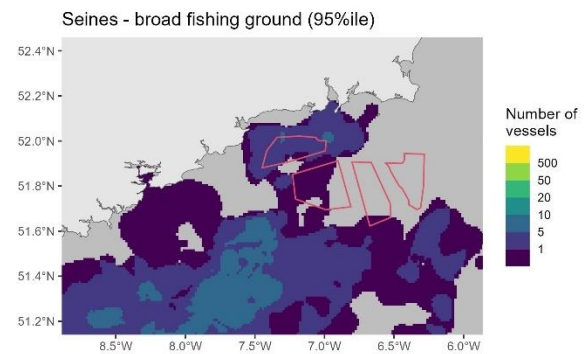 Seines - broad fishing ground (95%ile)
52.4°N
52.2°N
52.0°N
51.8°N
51.6°N
51.4°N
51.2°N
8.5°W 8.0°W 7.5°W 7.0°W 6.5°W 6.0°W
Number of
vessels
500
50
20
10
5
1